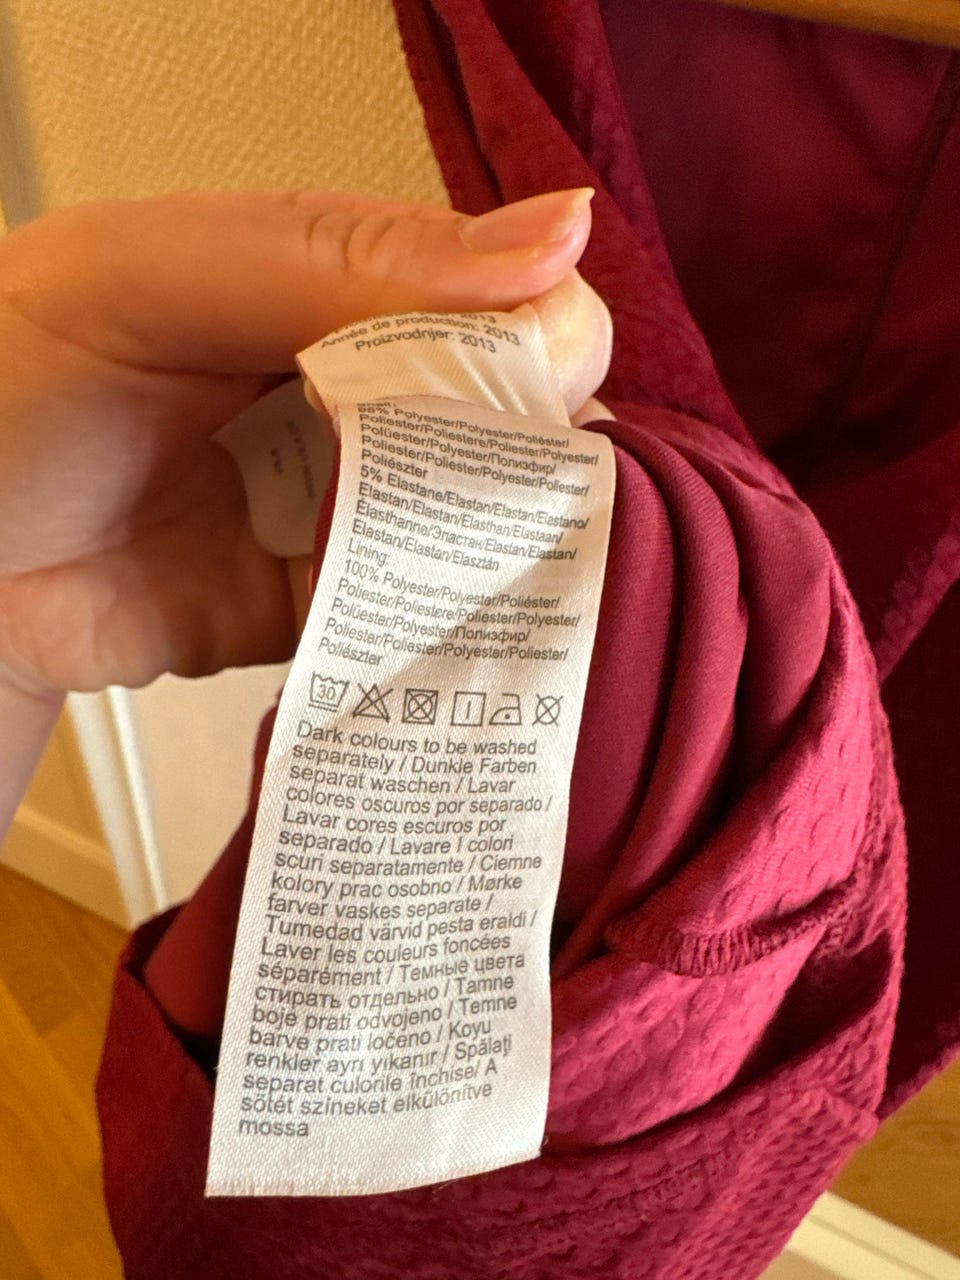 2013
Année de production: 2013
Proizvodnjer: 2013
95% Polyester/Polyester/Poliéster/
Poliester/Poliestere/Poliester/Polyester/
Polüester/Polyester/Полиэфир/
Poliester/Poliester/Polyester/Poliester/
Poliészter
5% Elastane/Elastan/Elastan/Elastano/
Elastan/Elastan/Elasthan/Elastaan/
Élasthanne/Эластан/Elastan/Elastan/
Elastan/Elastan/Elasztán
Lining:
100% Polyester/Polyester/Poliéster/
Poliester/Poliestere/Poliester/Polyester/
Polüester/Polyester/Полиэфир/
Poliester/Poliester/Polyester/Poliester/
Poliészter
30
Dark colours to be washed
separately / Dunkle Farben
separat waschen / Lavar
colores oscuros por separado /
Lavar cores escuros por
separado / Lavare I colori
scuri separatamente / Ciemne
kolory prac osobno / Mørke
farver vaskes separate /
Tumedad värvid pesta eraldi /
Laver les couleurs foncées
séparément / Темные цвета
стирать отдельно / Tamne
boje prati odvojeno / Temne
barve prati ločeno / Koyu
renkler ayrı yıkanır / Spălaţi
separat culorile închise/ A
sötét színeket elkülönítve
mossa